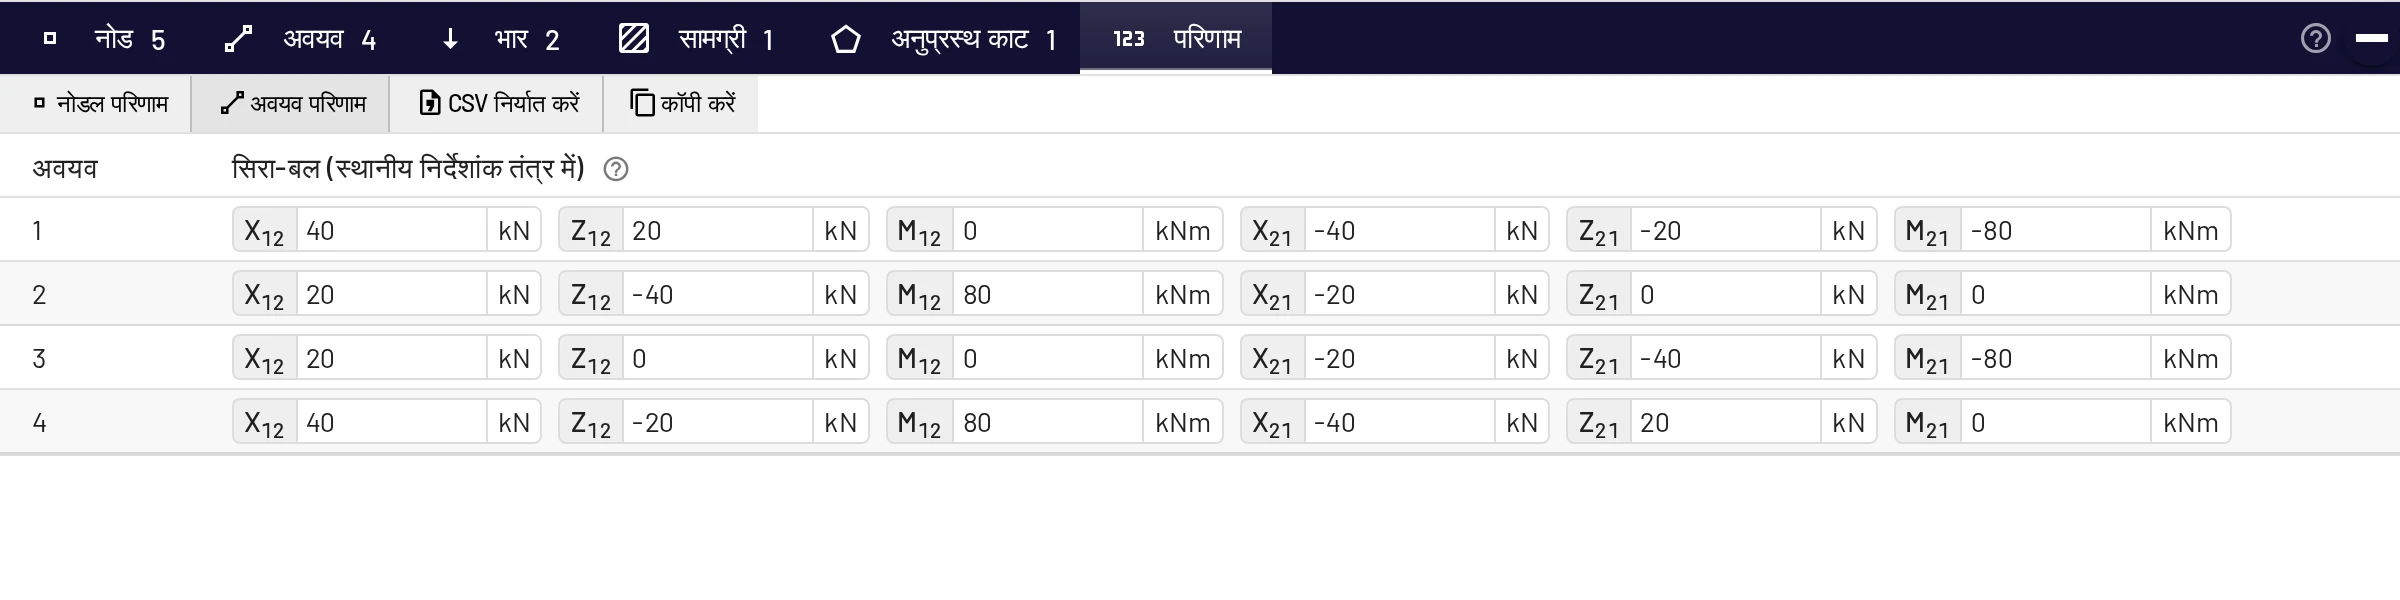 नोड 5 अवयव 4 भार 2 सामग्री 1 अनुप्रस्थ काट 1 123 परिणाम
नोडल परिणाम अवयव परिणाम CSV निर्यात करें कॉपी करें
अवयव सिरा-बल (स्थानीय निर्देशांक तंत्र में) ?
1 X12 40 kN Z12 20 kN M12 0 kNm X21 -40 kN Z21 -20 kN M21 -80 kNm
2 X12 20 kN Z12 -40 kN M12 80 kNm X21 -20 kN Z21 0 kN M21 0 kNm
3 X12 20 kN Z12 0 kN M12 0 kNm X21 -20 kN Z21 -40 kN M21 -80 kNm
4 X12 40 kN Z12 -20 kN M12 80 kNm X21 -40 kN Z21 20 kN M21 0 kNm